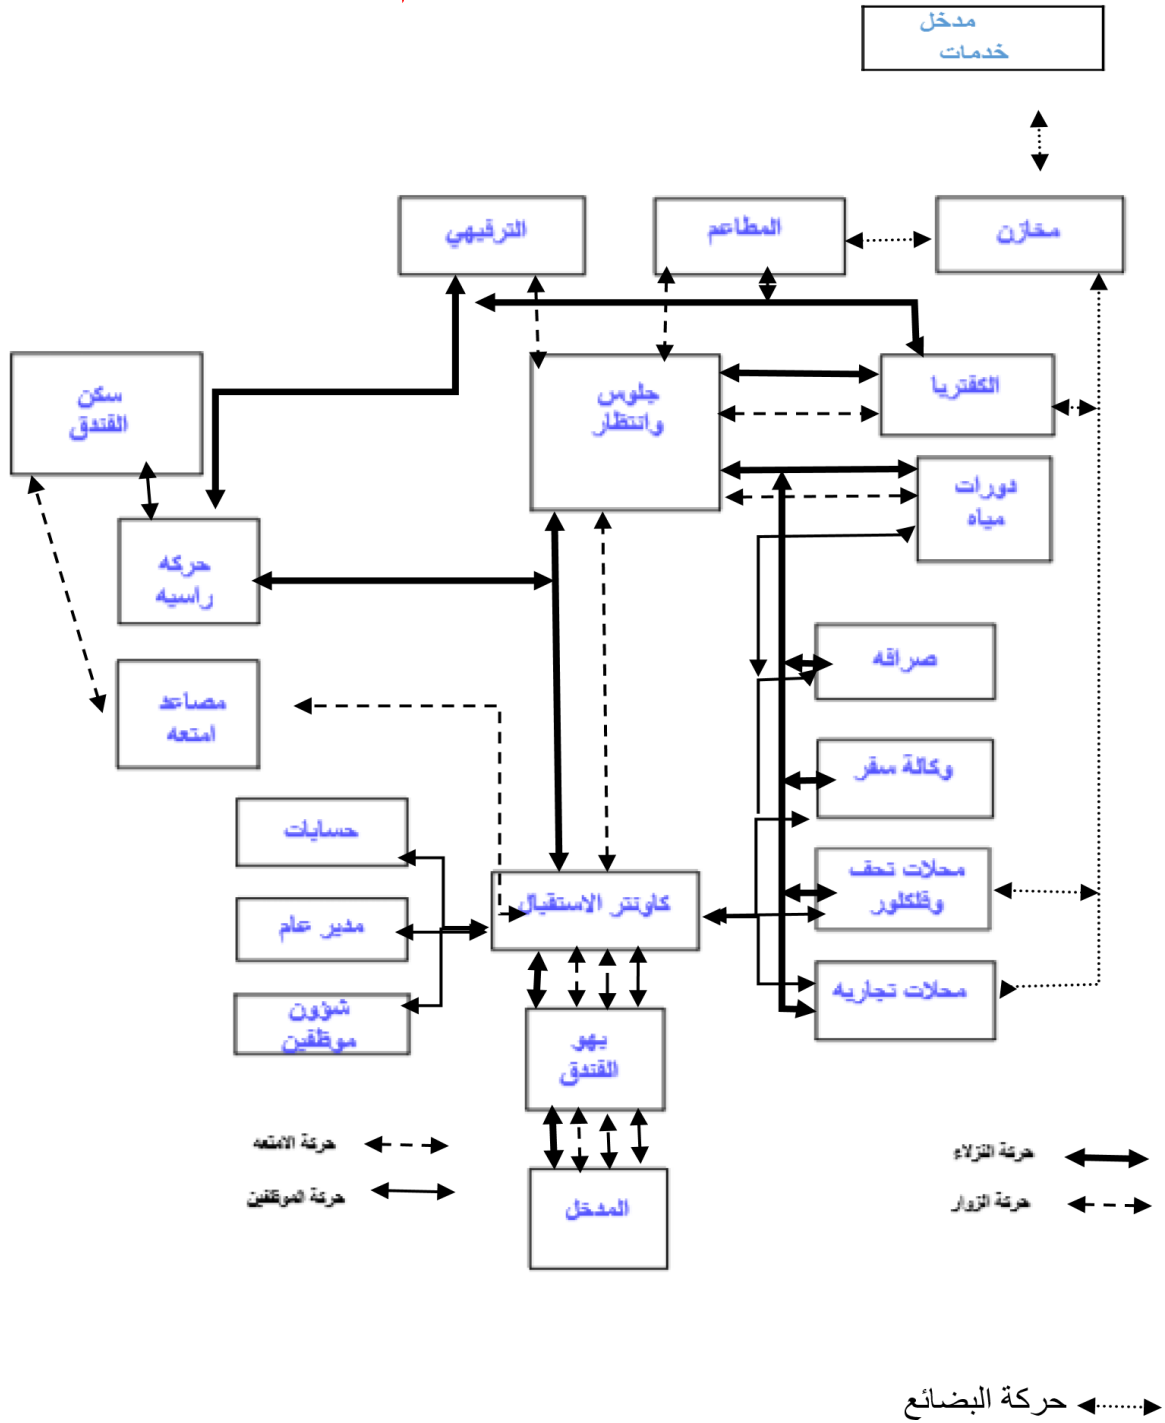 مدخل
خدمات
الترفيهي
المطاعم
مخازن
سكن
الفندق
جلوس
وانتظار
الكفتريا
دورات
مياه
حركه
راسيه
صرافه
مصاعد
امتعه
وكالة سفر
حسابات
محلات تحف
وفلكلور
كاونتر الاستقبال
مدير عام
محلات تجاريه
شؤون
موظفين
بهو
الفندق
حركة الامتعه
حركة النزلاء
حركة الموظفين
حركة الزوار
المدخل
حركة البضائع